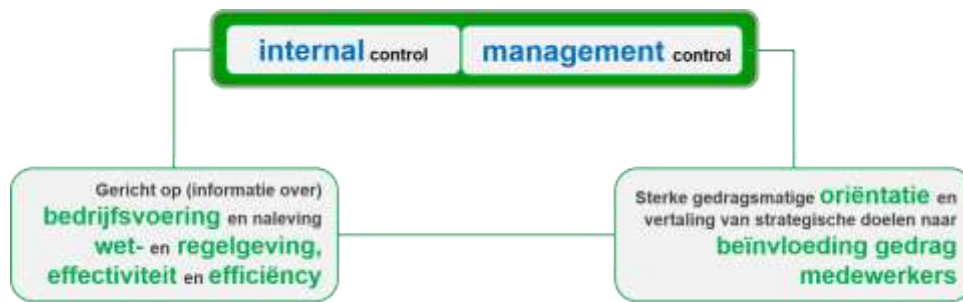 internal control
management control
Gericht op (informatie over)
bedrijfsvoering en naleving
wet- en regelgeving,
effectiviteit en efficiëncy
Sterke gedragsmatige oriëntatie en
vertaling van strategische doelen naar
beïnvloeding gedrag
medewerkers